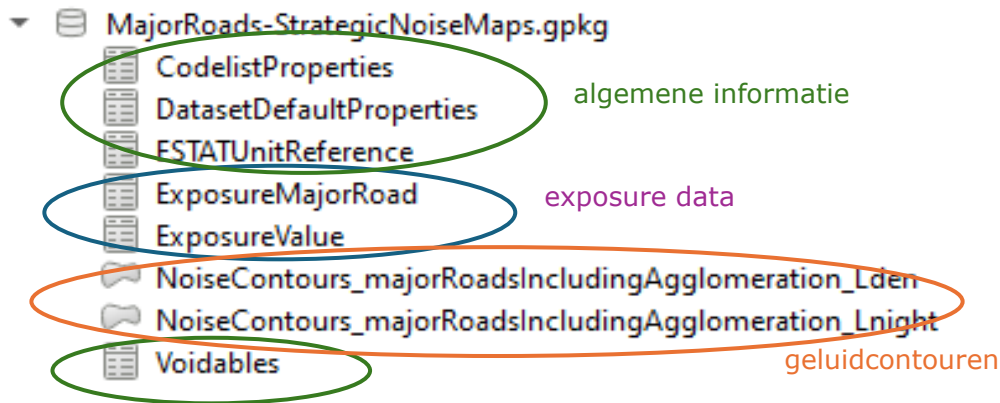 MajorRoads-StrategicNoiseMaps.gpkg
CodelistProperties
algemene informatie
DatasetDefaultProperties
ESTATUnitReference
ExposureMajorRoad
exposure data
ExposureValue
NoiseContours_majorRoadsIncludingAgglomeration_Lden
NoiseContours_majorRoadsIncludingAgglomeration_Lnight
geluidcontouren
Voidables